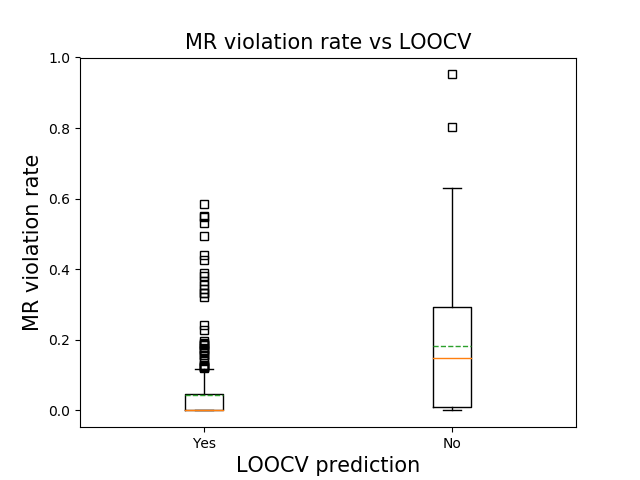 MR violation rate vs LOOCV
MR violation rate
1.0
0.8
0.6
0.4
0.2
0.0
Yes
No
LOOCV prediction